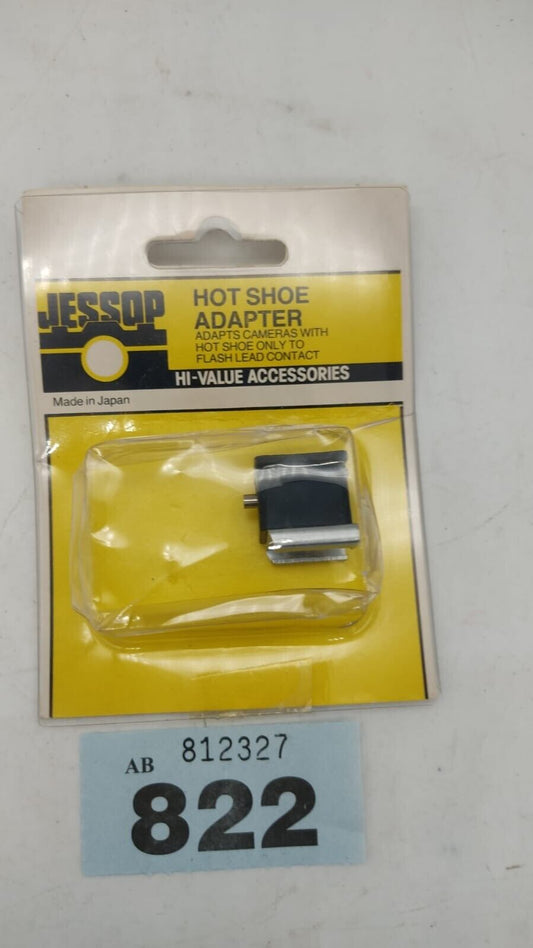 JESSOP
HOT SHOE
ADAPTER
ADAPTS CAMERAS WITH
HOT SHOE ONLY TO
FLASH LEAD CONTACT
HI-VALUE ACCESSORIES
Made in Japan
AB 812327
822